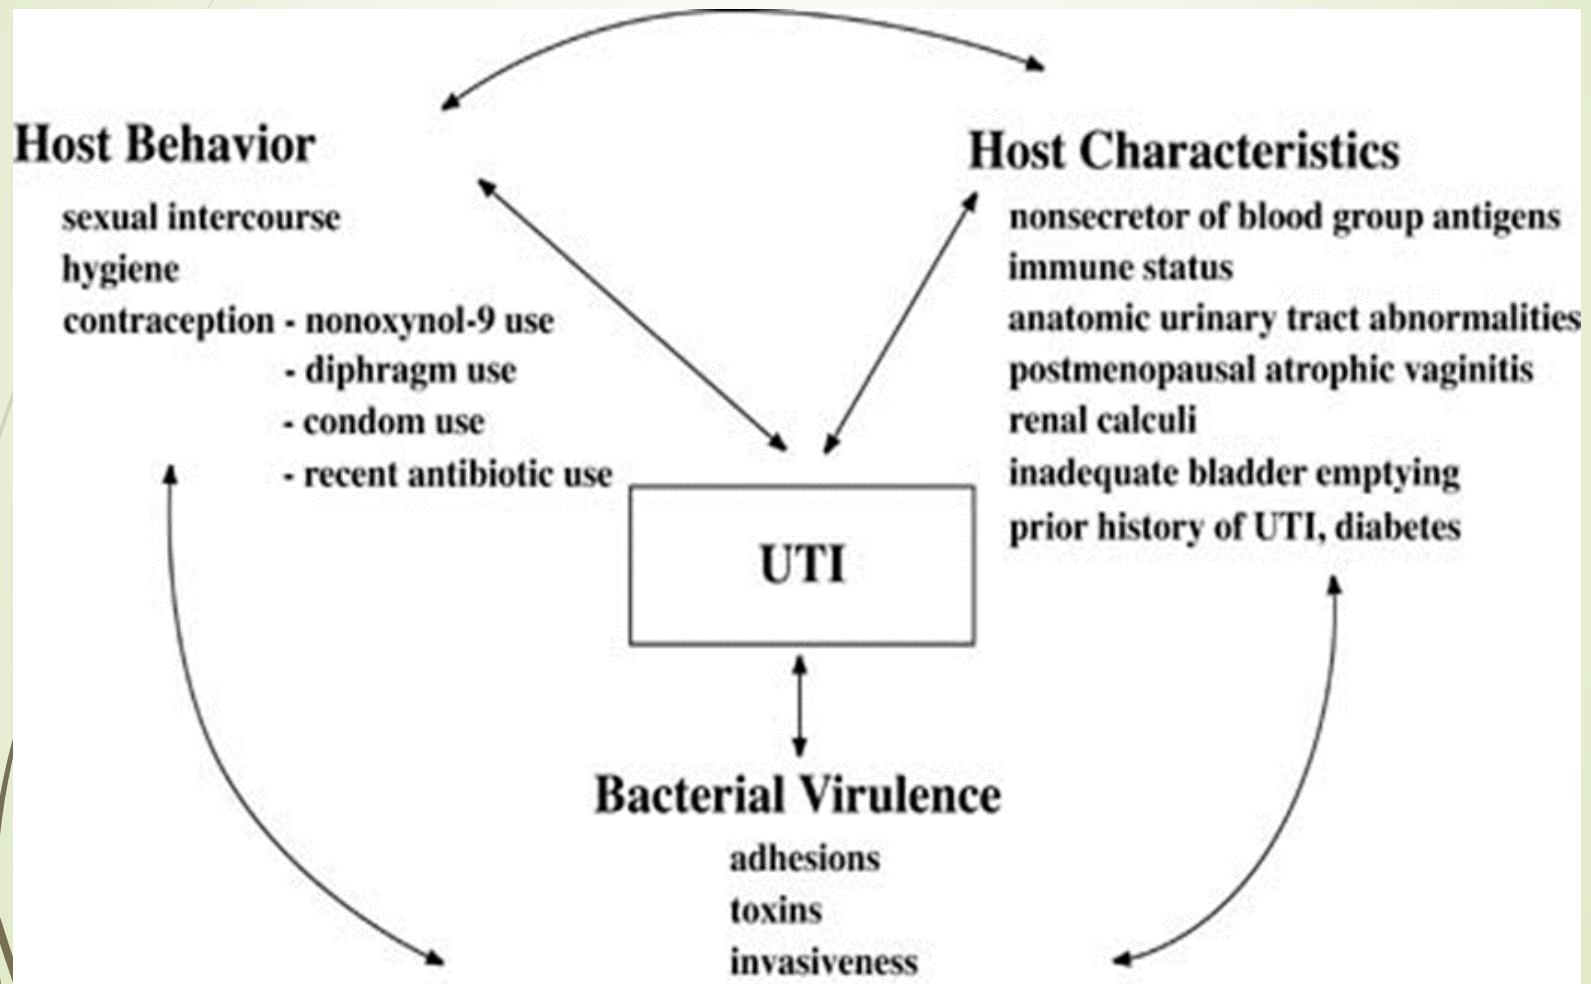 Host Behavior
sexual intercourse
hygiene
contraception - nonoxynol-9 use
- diphragm use
- condom use
- recent antibiotic use
Host Characteristics
nonsecretor of blood group antigens
immune status
anatomic urinary tract abnormalities
postmenopausal atrophic vaginitis
renal calculi
inadequate bladder emptying
prior history of UTI, diabetes
UTI
Bacterial Virulence
adhesions
toxins
invasiveness